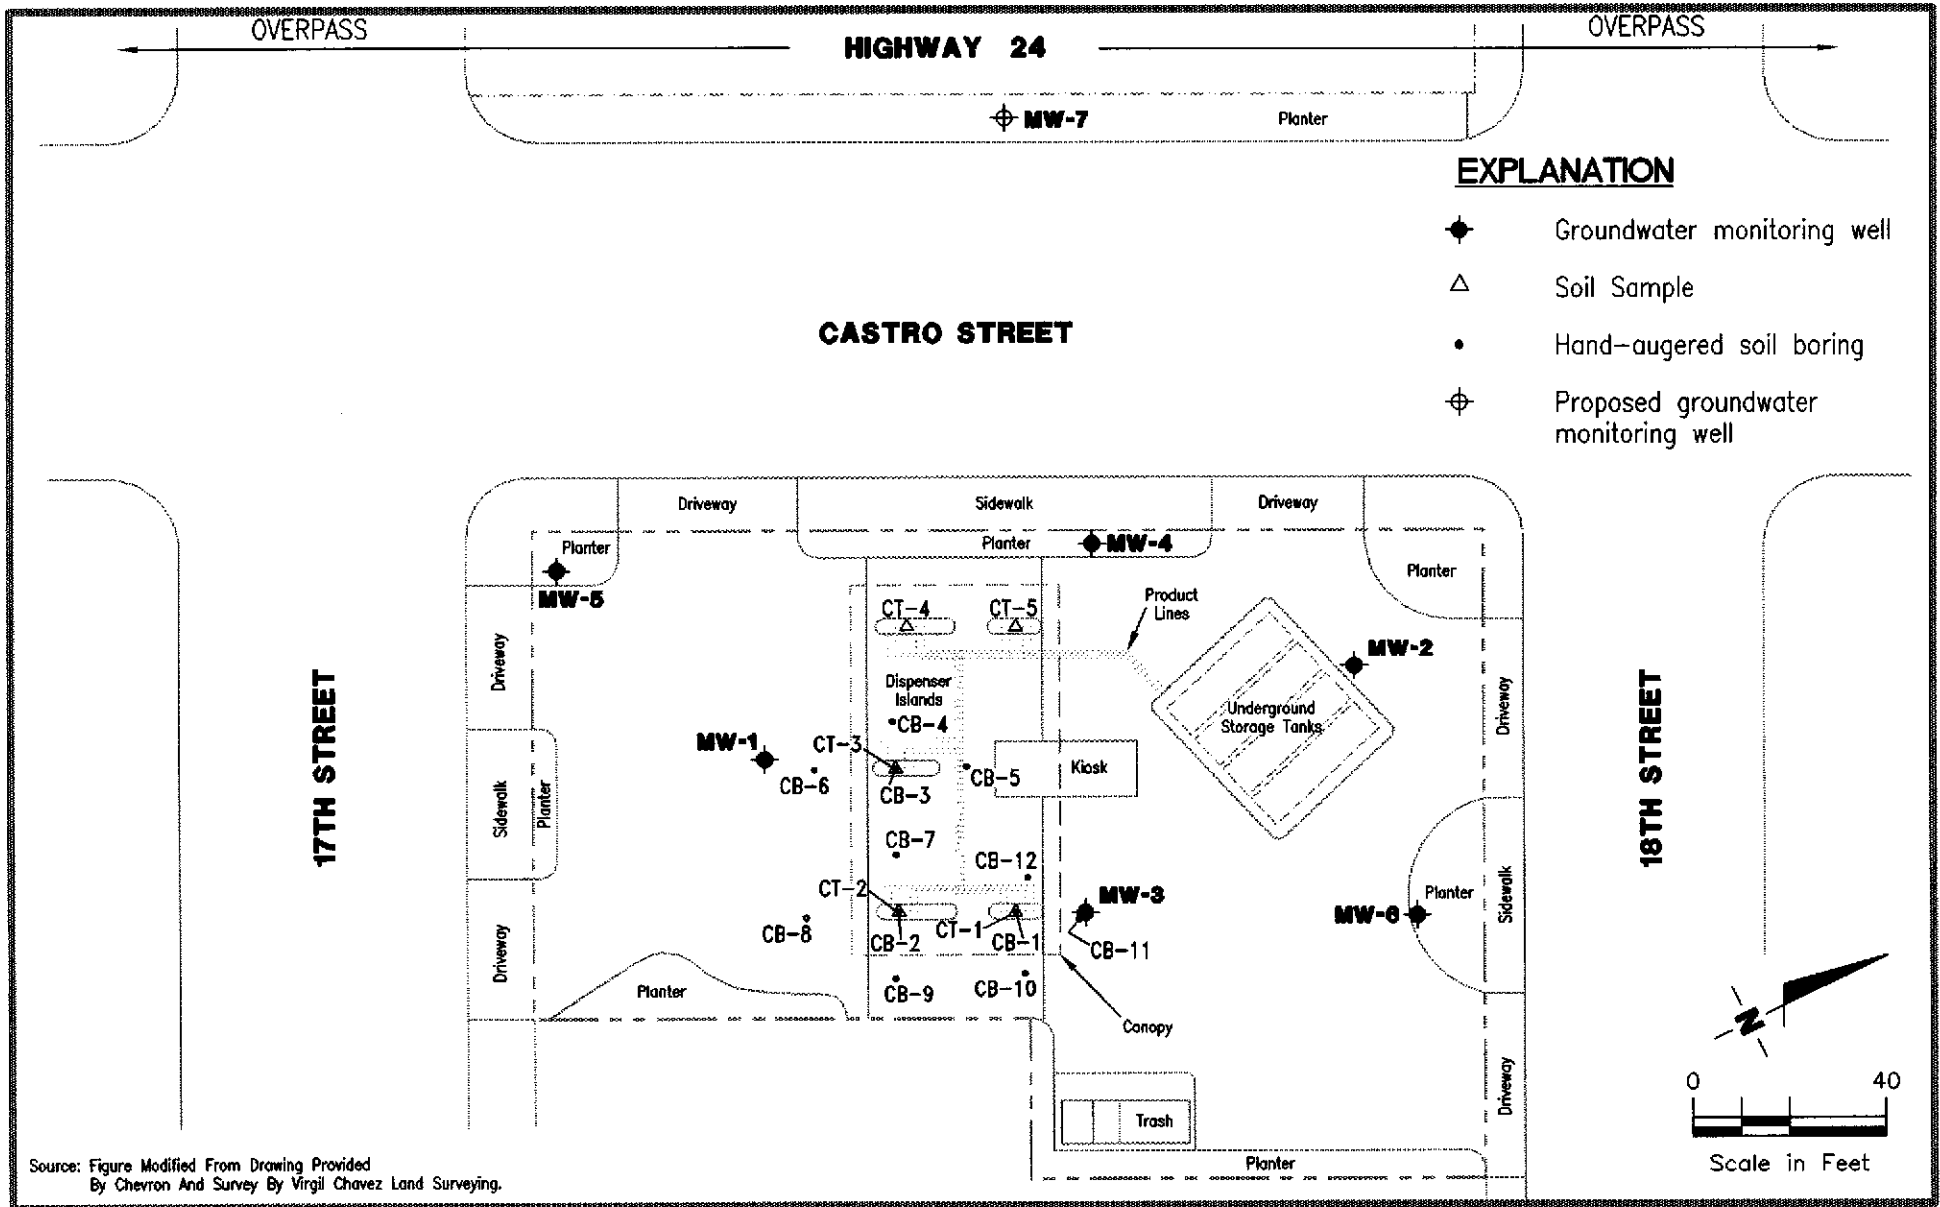 OVERPASS
HIGHWAY 24
OVERPASS
MW-7
Planter
EXPLANATION
Groundwater monitoring well
Soil Sample
Hand-augered soil boring
Proposed groundwater
monitoring well
CASTRO STREET
Driveway
Sidewalk
Driveway
Planter
Planter
MW-4
Planter
MW-5
CT-4
CT-5
Product
Lines
MW-2
Driveway
Dispenser
Islands
CB-4
Underground
Storage Tanks
Driveway
17TH STREET
18TH STREET
MW-1
CT-3
CB-6
CB-3
CB-5
Kiosk
Sidewalk
Planter
CB-7
CB-12
CT-2
MW-3
Planter
MW-6
Sidewalk
CB-8
CB-2
CT-1
CB-1
CB-11
Driveway
Planter
CB-9
CB-10
Canopy
N
Driveway
Trash
0 40
Scale in Feet
Planter
Source: Figure Modified From Drawing Provided
By Chevron And Survey By Virgil Chavez Land Surveying.